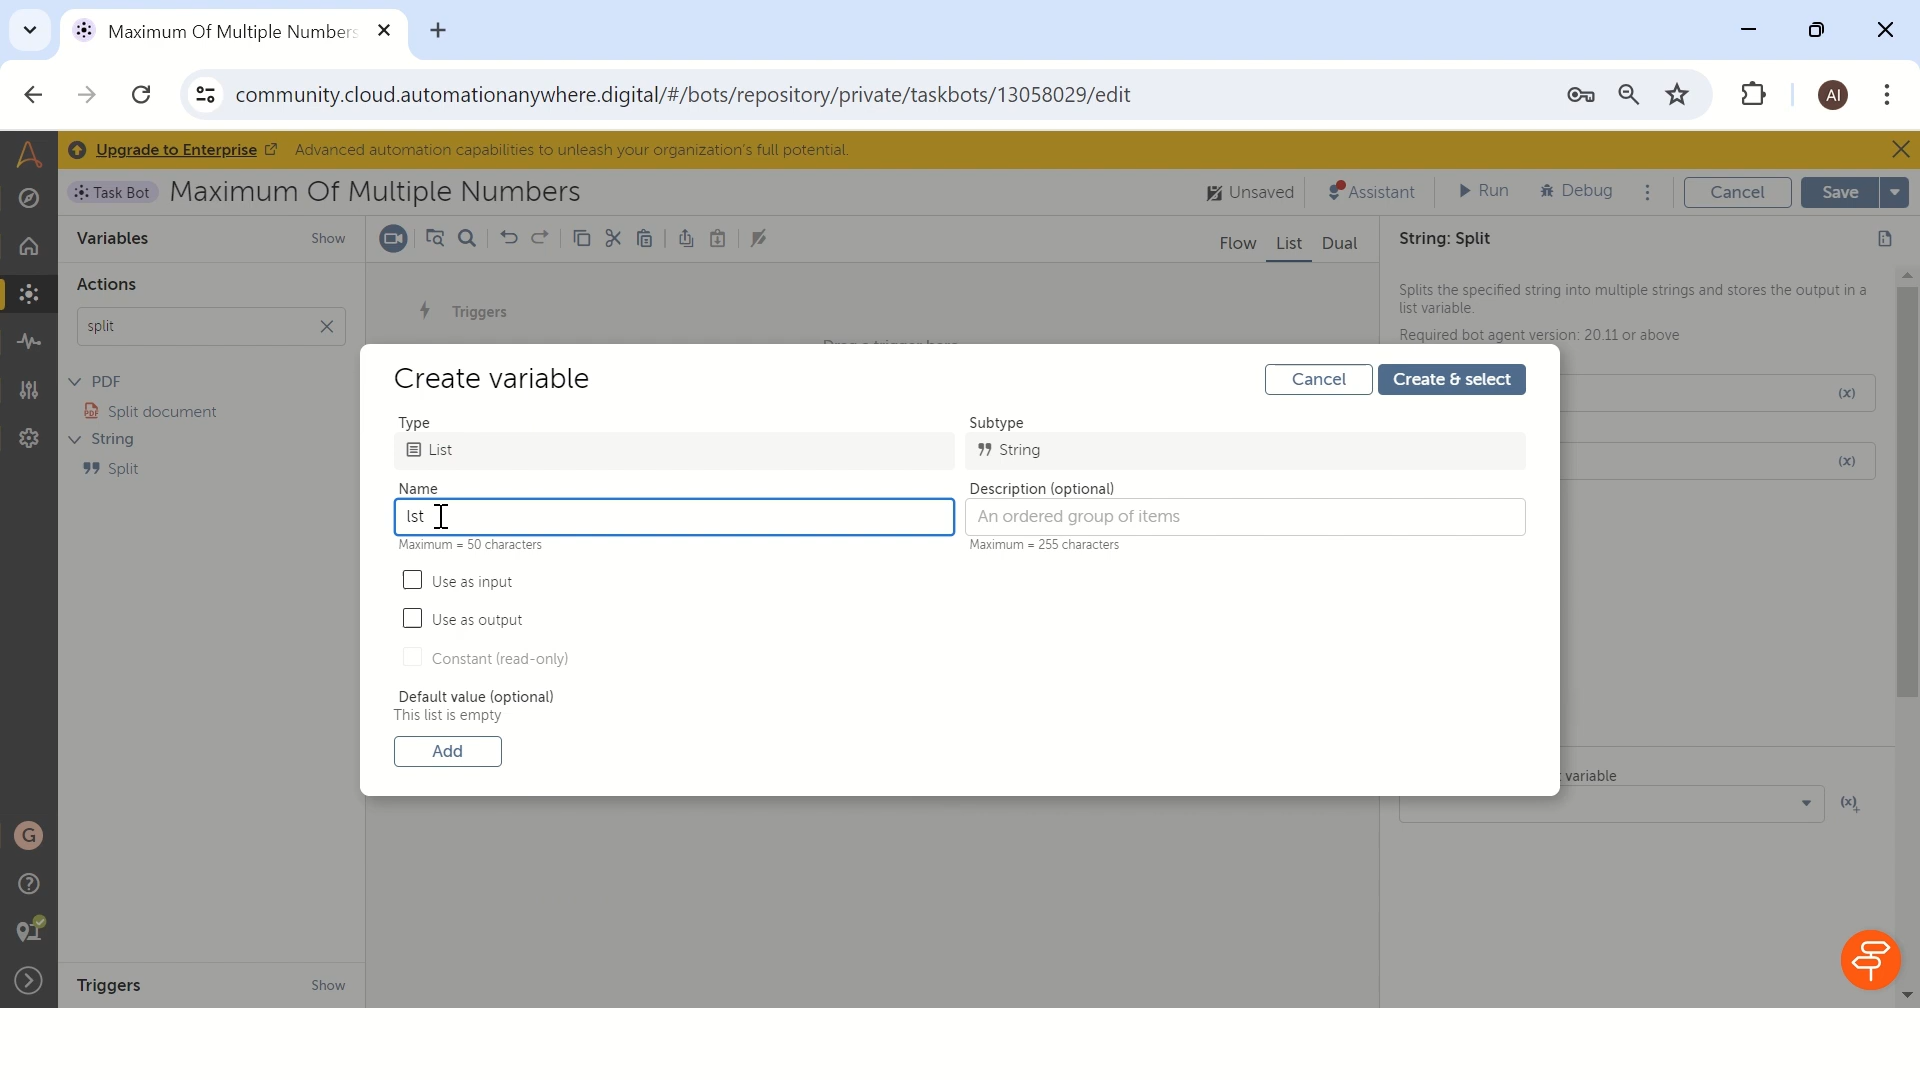 Maximum Of Multiple Numbers
community.cloud.automationanywhere.digital/#/bots/repository/private/taskbots/13058029/edit
AI
Upgrade to Enterprise
Advanced automation capabilities to unleash your organization's full potential.
Task Bot
Maximum Of Multiple Numbers
Unsaved
Assistant
Run
Debug
Cancel
Save
Variables
Show
Flow
List
Dual
String: Split
Actions
split
Triggers
Splits the specified string into multiple strings and stores the output in a
list variable.
Required bot agent version: 20.11 or above
PDF
Split document
String
Split
Create variable
Cancel
Create & select
Type
Subtype
List
String
Name
Description (optional)
lst
An ordered group of items
Maximum = 50 characters
Maximum = 255 characters
Use as input
Use as output
Constant (read-only)
Default value (optional)
This list is empty
Add
(x)
(x)
variable
(x)+
G
Triggers
Show